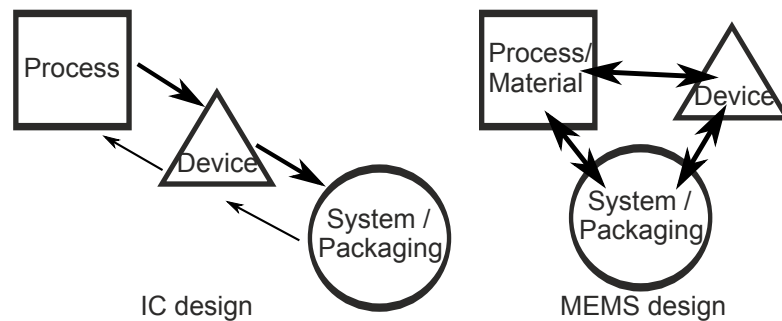 Process
Device
System /
Packaging
IC design
Process/
Material
Device
System /
Packaging
MEMS design